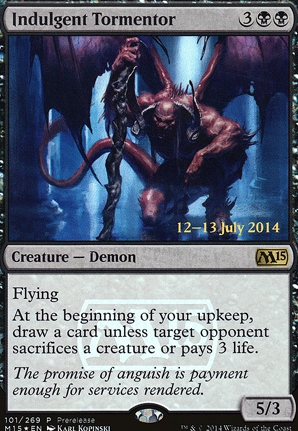 Indulgent Tormentor 3
12–13 July 2014
Creature — Demon M15
Flying
At the beginning of your upkeep,
draw a card unless target opponent
sacrifices a creature or pays 3 life.
The promise of anguish is payment
enough for services rendered.
5/3
101/269 P Prerelease
M15 ★ EN Karl Kopinski ™ & © 2014 Wizards of the Coast